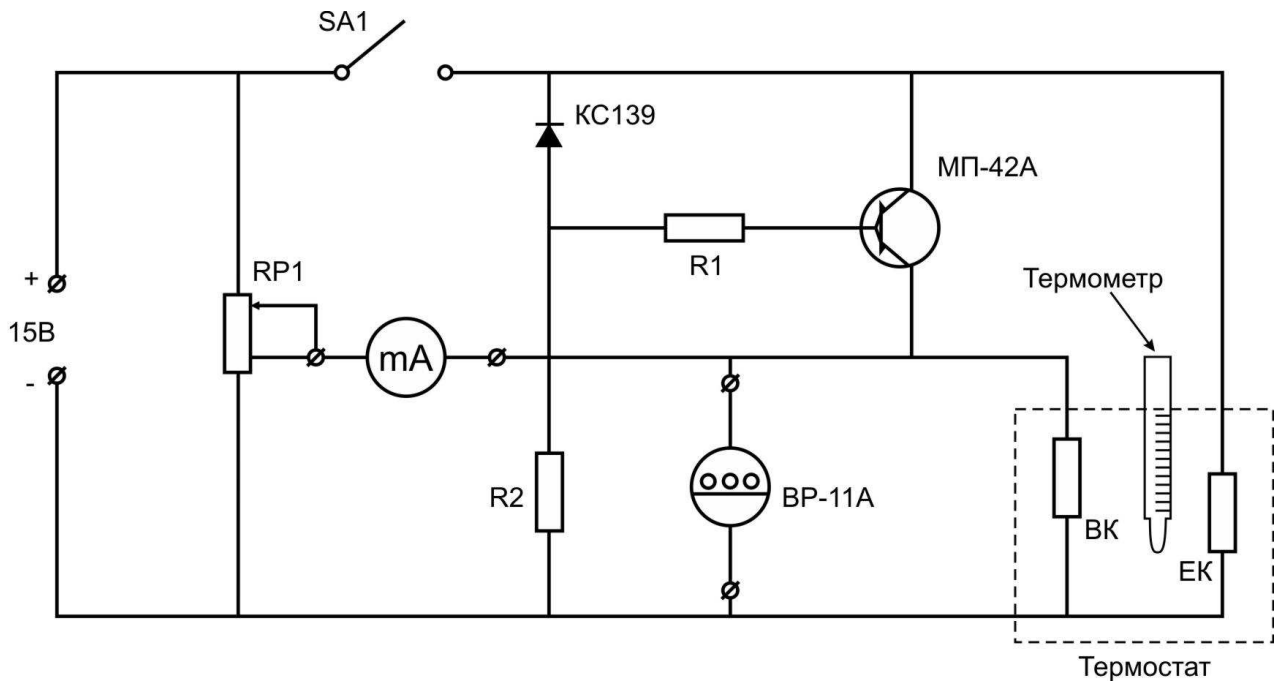 SA1
КС139
МП-42А
R1
+
RP1
Термометр
15В
mA
-
R2
ВР-11А
ВК
ЕК
Термостат